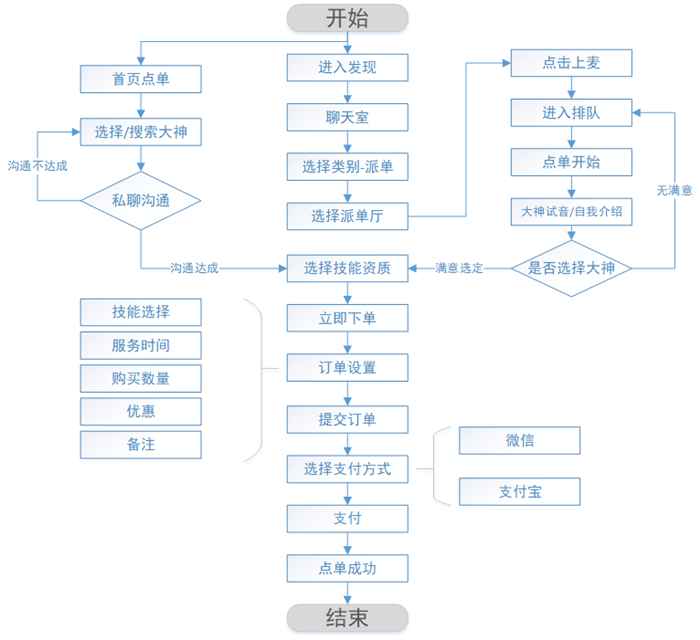 开始
首页点单
选择/搜索大神
沟通不达成
私聊沟通
沟通达成
进入发现
聊天室
选择类别-派单
选择派单厅
点击上麦
进入排队
点单开始
大神试音/自我介绍
是否选择大神
无满意
满意选定
选择技能资质
立即下单
订单设置
技能选择
服务时间
购买数量
优惠
备注
提交订单
选择支付方式
微信
支付宝
支付
点单成功
结束